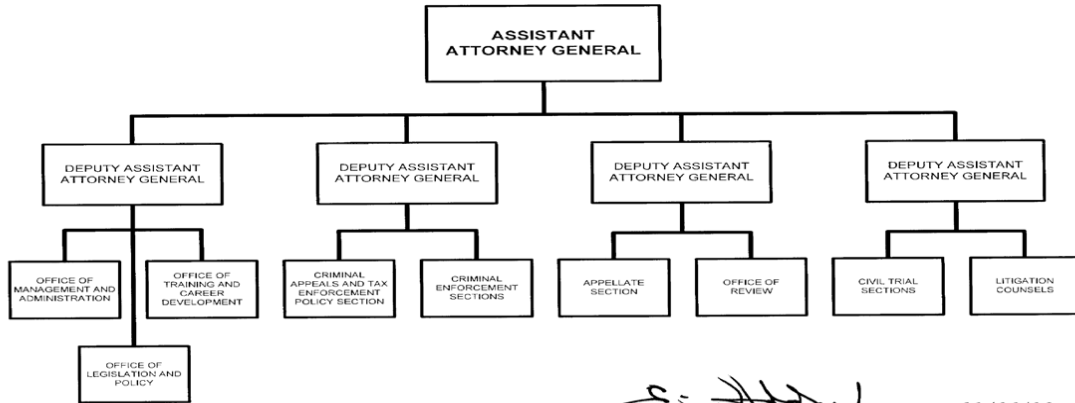 ASSISTANT
ATTORNEY GENERAL
DEPUTY ASSISTANT
ATTORNEY GENERAL
DEPUTY ASSISTANT
ATTORNEY GENERAL
DEPUTY ASSISTANT
ATTORNEY GENERAL
DEPUTY ASSISTANT
ATTORNEY GENERAL
OFFICE OF
MANAGEMENT AND
ADMINISTRATION
OFFICE OF
TRAINING AND
CAREER
DEVELOPMENT
CRIMINAL
APPEALS AND TAX
ENFORCEMENT
POLICY SECTION
CRIMINAL
ENFORCEMENT
SECTIONS
APPELLATE
SECTION
OFFICE OF
REVIEW
CIVIL TRIAL
SECTIONS
LITIGATION
COUNSELS
OFFICE OF
LEGISLATION AND
POLICY